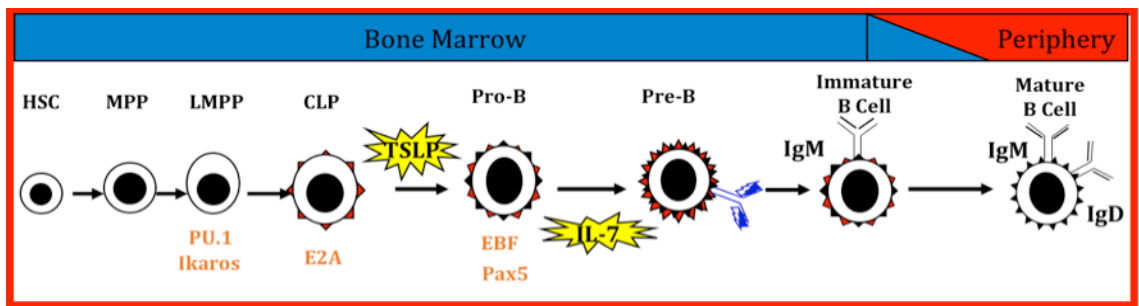 Bone Marrow
Periphery
HSC
MPP
LMPP
CLP
Pro-B
Pre-B
Immature
B Cell
Mature
B Cell
TSLP
IgM
IgM
IgD
IL-7
PU.1
Ikaros
E2A
EBF
Pax5